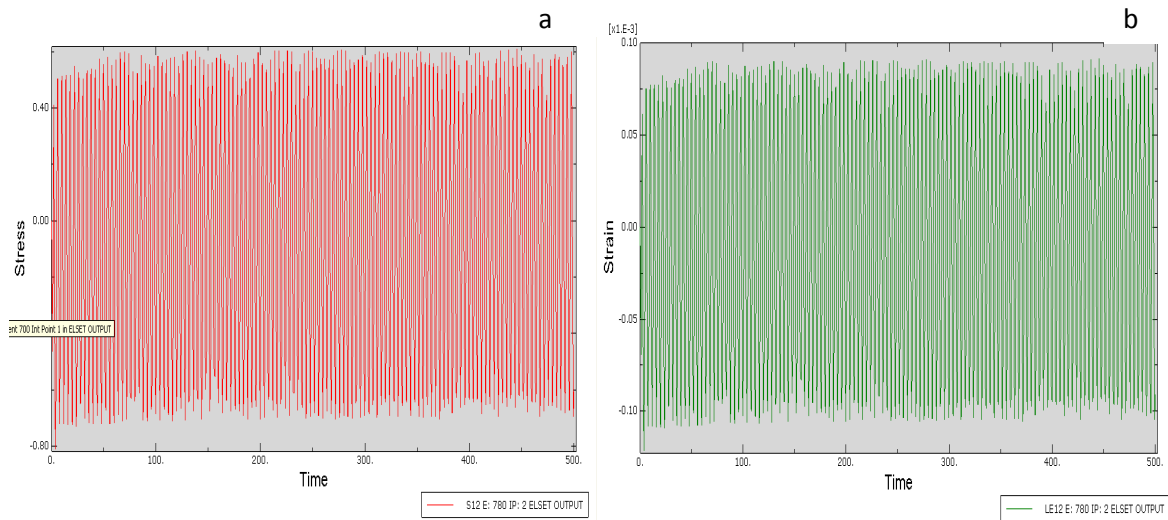 a
0.40
0.00
-0.80
Stress
ent 700 Int Point 1 in ELSET OUTPUT
0. 100. 200. 300. 400. 500.
Time
S12 E: 780 IP: 2 ELSET OUTPUT
b
[x1.E-3]
0.10
0.05
0.00
-0.05
-0.10
Strain
0. 100. 200. 300. 400. 500.
Time
LE12 E: 780 IP: 2 ELSET OUTPUT